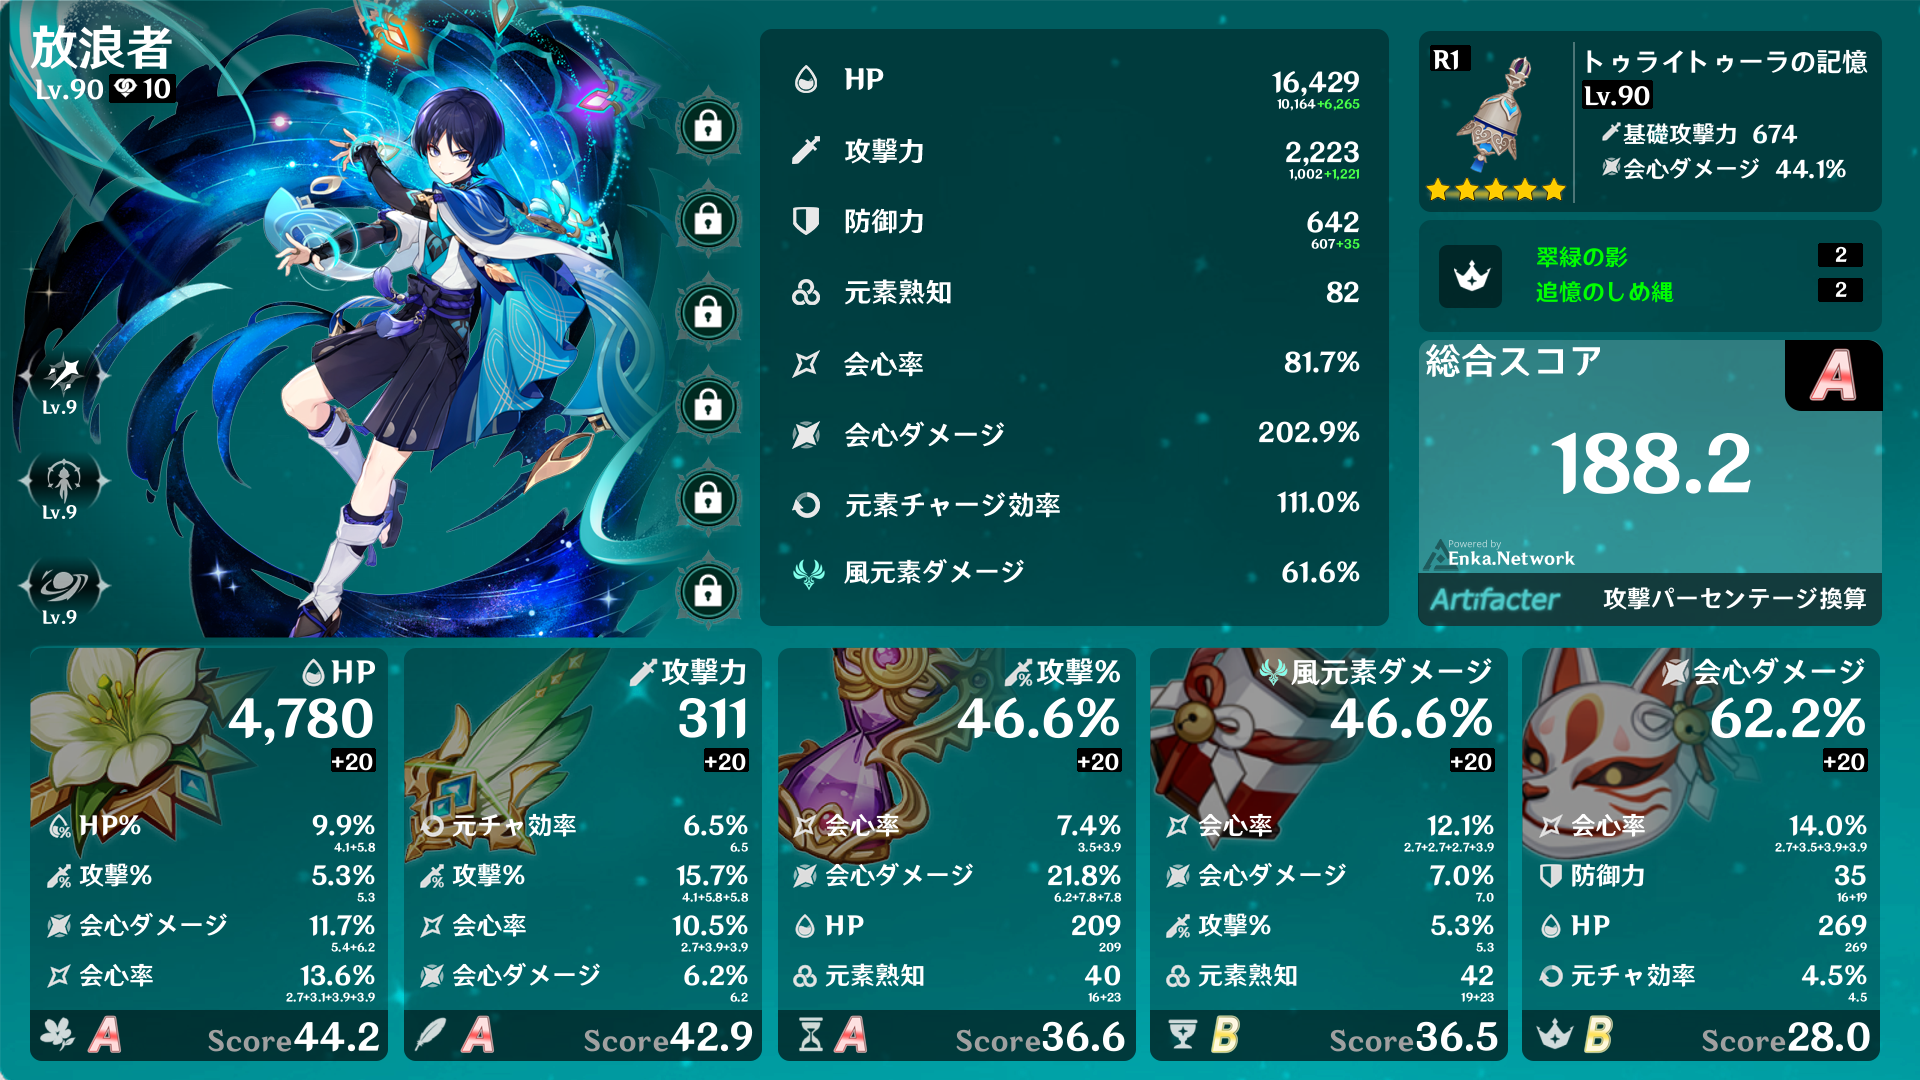 放浪者
Lv.90 10
Lv.9
Lv.9
Lv.9
HP 16,429
10,164+6,265
攻撃力 2,223
1,002+1,221
防御力 642
607+35
元素熟知 82
会心率 81.7%
会心ダメージ 202.9%
元素チャージ効率 111.0%
風元素ダメージ 61.6%
R1
トゥライトゥーラの記憶
Lv.90
基礎攻撃力 674
会心ダメージ 44.1%
翠緑の影 2
追憶のしめ縄 2
総合スコア A
188.2
Powered by
Enka.Network
Artifacter 攻撃パーセンテージ換算
HP
4,780
+20
HP% 9.9%
4.1+5.8
攻撃% 5.3%
5.3
会心ダメージ 11.7%
5.4+6.2
会心率 13.6%
2.7+3.1+3.9+3.9
A Score44.2
攻撃力
311
+20
元チャ効率 6.5%
6.5
攻撃% 15.7%
4.1+5.8+5.8
会心率 10.5%
2.7+3.9+3.9
会心ダメージ 6.2%
6.2
A Score42.9
攻撃%
46.6%
+20
会心率 7.4%
3.5+3.9
会心ダメージ 21.8%
6.2+7.8+7.8
HP 209
209
元素熟知 40
16+23
A Score36.6
風元素ダメージ
46.6%
+20
会心率 12.1%
2.7+2.7+2.7+3.9
会心ダメージ 7.0%
7.0
攻撃% 5.3%
5.3
元素熟知 42
19+23
B Score36.5
会心ダメージ
62.2%
+20
会心率 14.0%
2.7+3.5+3.9+3.9
防御力 35
16+19
HP 269
269
元チャ効率 4.5%
4.5
B Score28.0